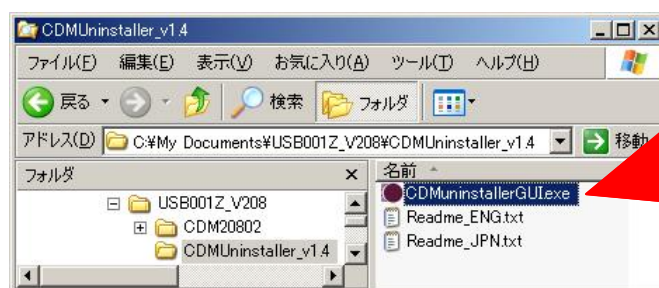 CDMUninstaller_v1.4
ファイル(F) 編集(E) 表示(V) お気に入り(A) ツール(T) ヘルプ(H)
戻る 検索 フォルダ
アドレス(D) C:¥My Documents¥USB001Z_V208¥CDMUninstaller_v1.4 移動
フォルダ
USB001Z_V208
CDM20802
CDMUninstaller_v1.4
名前
CDMuninstallerGUI.exe
Readme_ENG.txt
Readme_JPN.txt